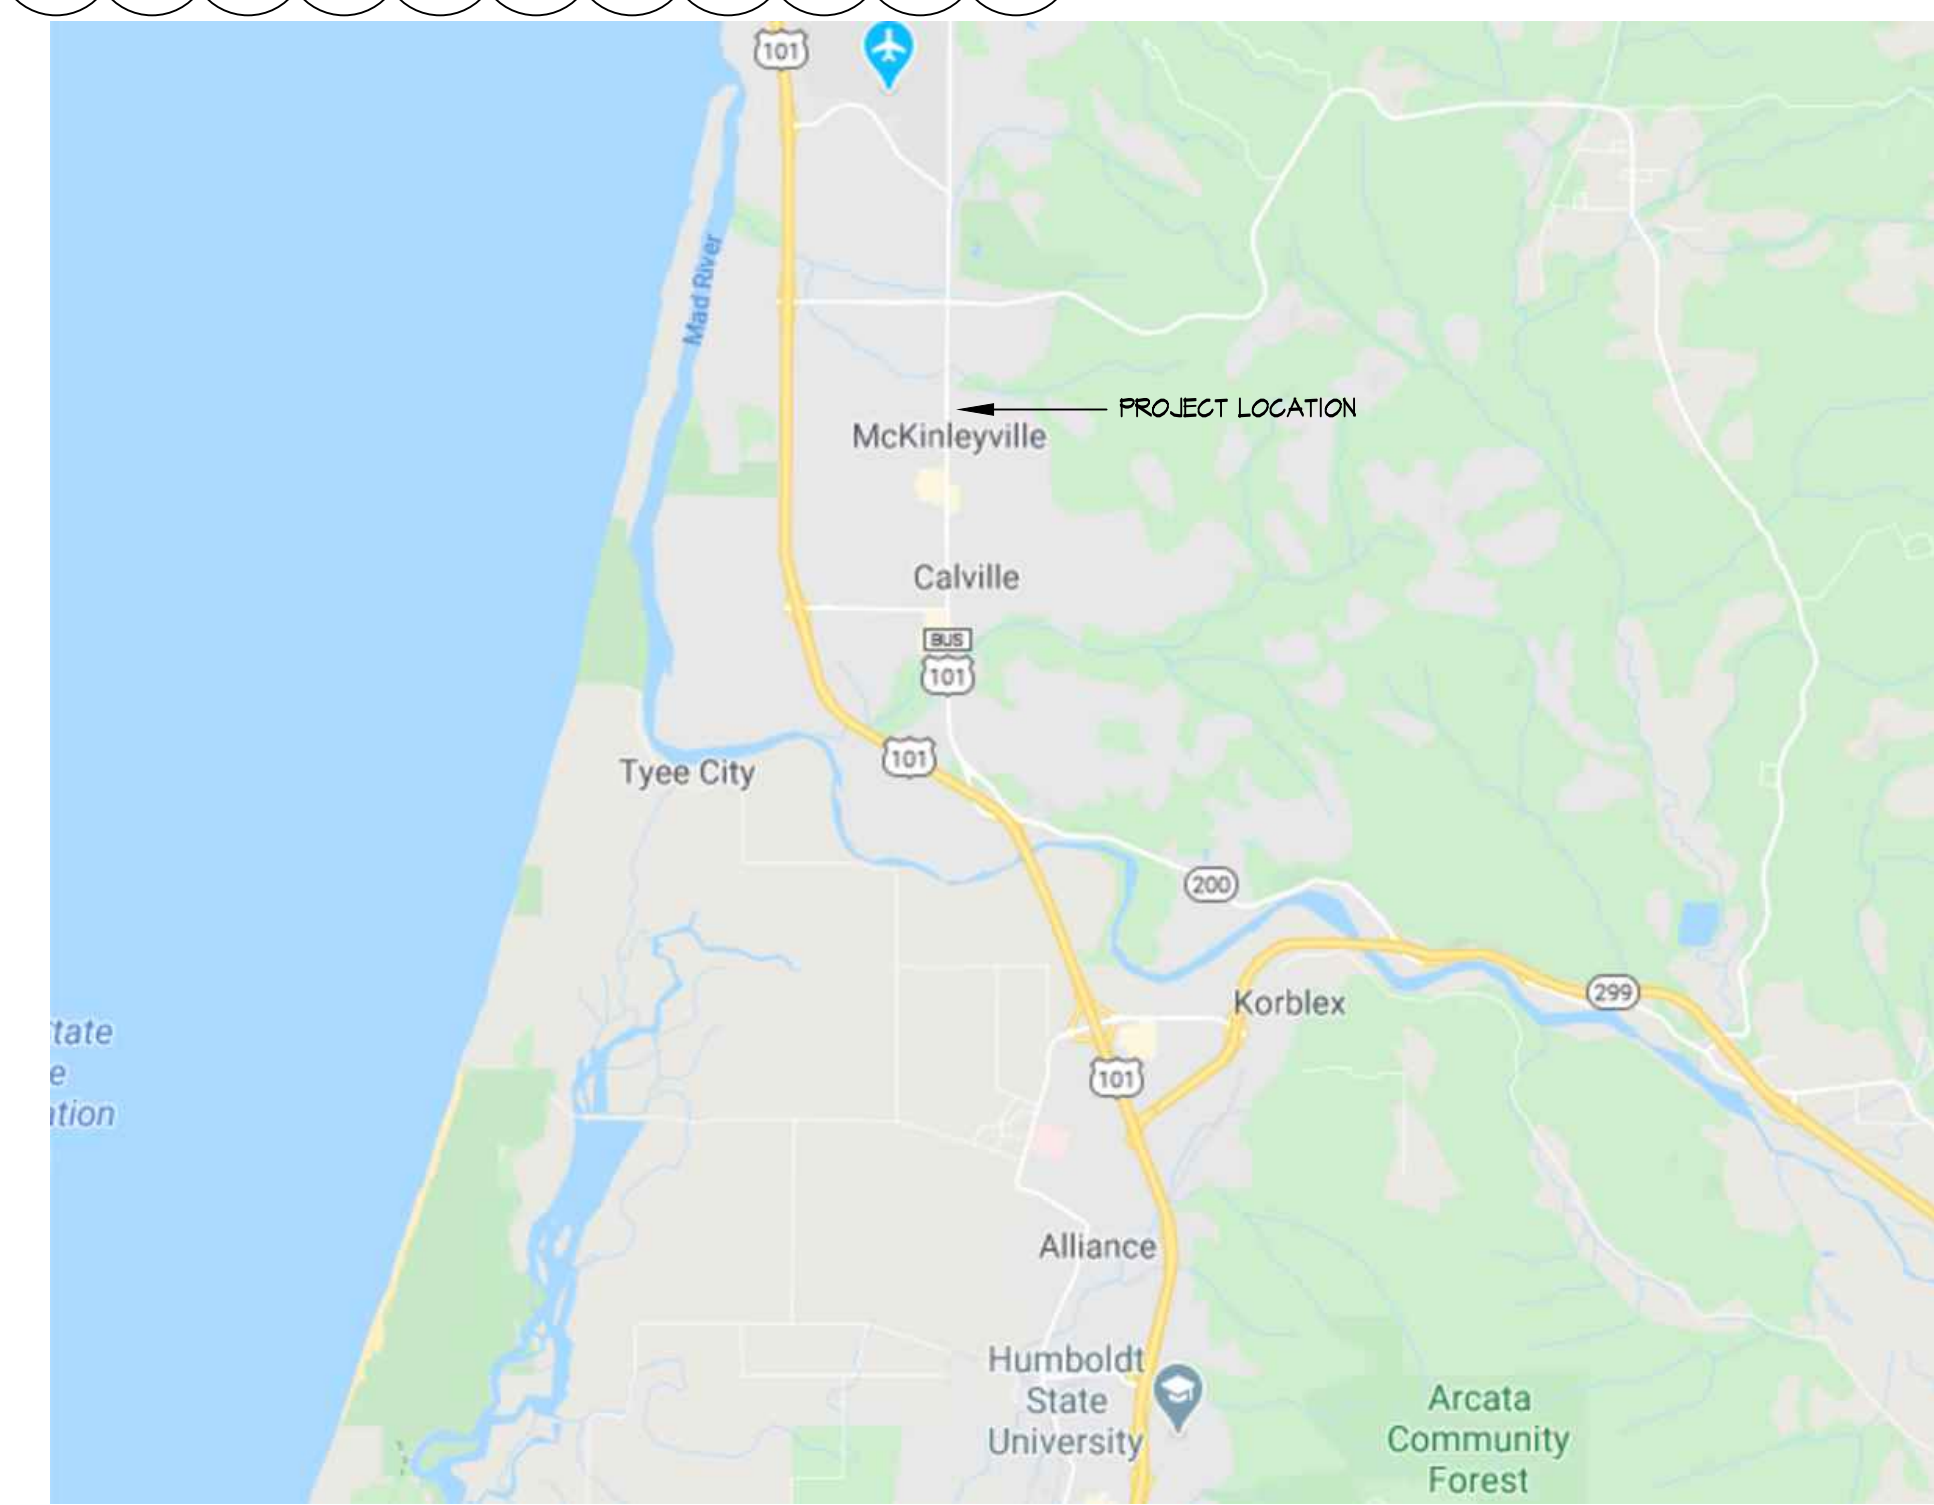 101
Mad River
PROJECT LOCATION
McKinleyville
Calville
BUS
101
101
Tyee City
200
299
Korblex
tate
e
ation
101
Alliance
Humboldt
State
University
Arcata
Community
Forest